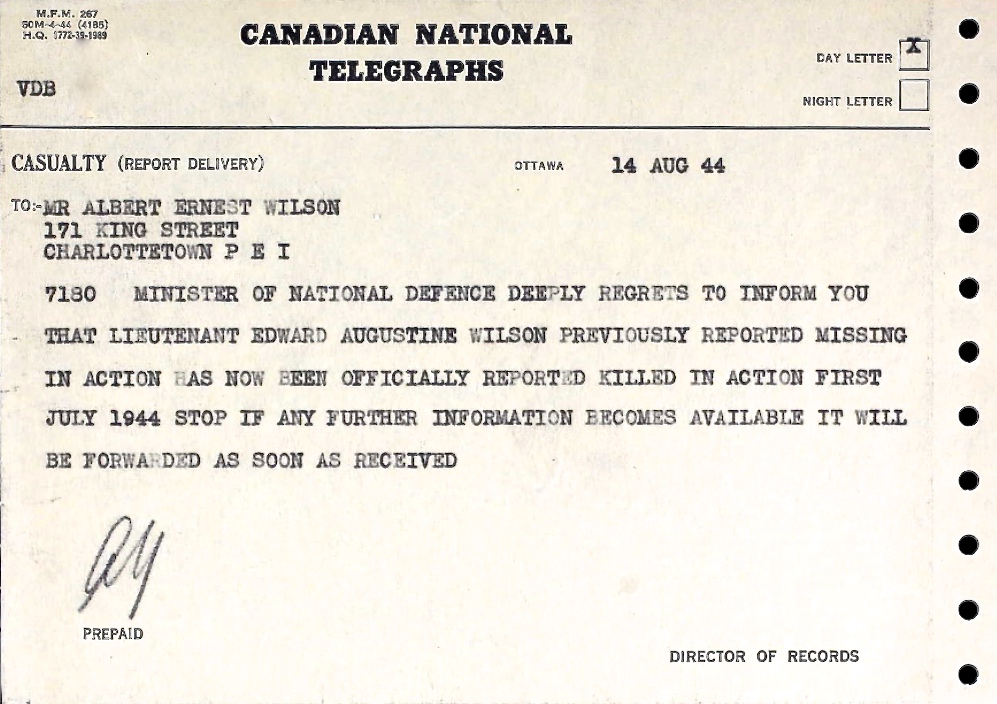 M.F.M. 267
50M-4-44 (4185)
H.Q. 1772-39-1989
CANADIAN NATIONAL
TELEGRAPHS
VDB
DAY LETTER X
NIGHT LETTER
CASUALTY (REPORT DELIVERY) OTTAWA 14 AUG 44
TO:-MR ALBERT ERNEST WILSON
171 KING STREET
CHARLOTTETOWN P E I
7180 MINISTER OF NATIONAL DEFENCE DEEPLY REGRETS TO INFORM YOU
THAT LIEUTENANT EDWARD AUGUSTINE WILSON PREVIOUSLY REPORTED MISSING
IN ACTION HAS NOW BEEN OFFICIALLY REPORTED KILLED IN ACTION FIRST
JULY 1944 STOP IF ANY FURTHER INFORMATION BECOMES AVAILABLE IT WILL
BE FORWARDED AS SOON AS RECEIVED
PREPAID
DIRECTOR OF RECORDS